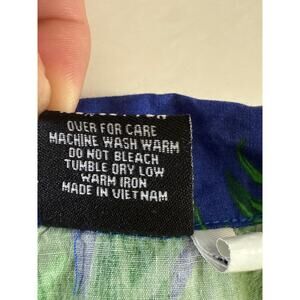 OVER FOR CARE
MACHINE WASH WARM
DO NOT BLEACH
TUMBLE DRY LOW
WARM IRON
MADE IN VIETNAM